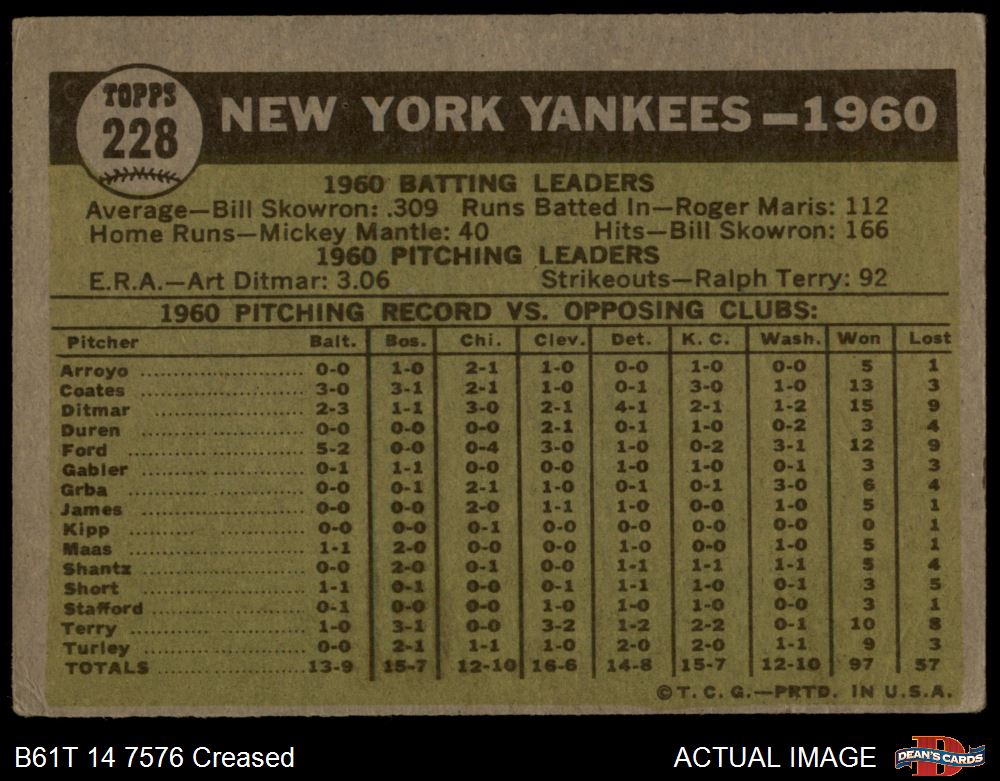 TOPPS
228
NEW YORK YANKEES—1960
1960 BATTING LEADERS
Average—Bill Skowron: .309 Runs Batted In—Roger Maris: 112
Home Runs—Mickey Mantle: 40 Hits—Bill Skowron: 166
1960 PITCHING LEADERS
E.R.A.—Art Ditmar: 3.06 Strikeouts—Ralph Terry: 92
1960 PITCHING RECORD VS. OPPOSING CLUBS:
Pitcher Balt. Bos. Chi. Clev. Det. K. C. Wash. Won Lost
Arroyo 0-0 1-0 2-1 1-0 0-0 1-0 0-0 5 1
Coates 3-0 3-1 2-1 1-0 0-1 3-0 1-0 13 3
Ditmar 2-3 1-1 3-0 2-1 4-1 2-1 1-2 15 9
Duren 0-0 0-0 0-0 2-1 0-1 1-0 0-2 3 4
Ford 5-2 0-0 0-4 3-0 1-0 0-2 3-1 12 9
Gabler 0-1 1-1 0-0 0-0 1-0 1-0 0-1 3 3
Grba 0-0 0-1 2-1 1-0 0-1 0-1 3-0 6 4
James 0-0 0-0 2-0 1-1 1-0 0-0 1-0 5 1
Kipp 0-0 0-0 0-1 0-0 0-0 0-0 0-0 0 1
Maas 1-1 2-0 0-0 0-0 1-0 0-0 1-0 5 1
Shantz 0-0 2-0 0-1 0-0 1-1 1-1 1-1 5 4
Short 1-1 0-1 0-0 0-1 1-1 1-0 0-1 3 5
Stafford 0-1 0-0 0-0 1-0 1-0 1-0 0-0 3 1
Terry 1-0 3-1 0-0 3-2 1-2 2-2 0-1 10 8
Turley 0-0 2-1 1-1 1-0 2-0 2-0 1-1 9 3
TOTALS 13-9 15-7 12-10 16-6 14-8 15-7 12-10 97 57
© T. C. G.—PRTD. IN U.S.A.
B61T 14 7576 Creased ACTUAL IMAGE
DEAN'S CARDS